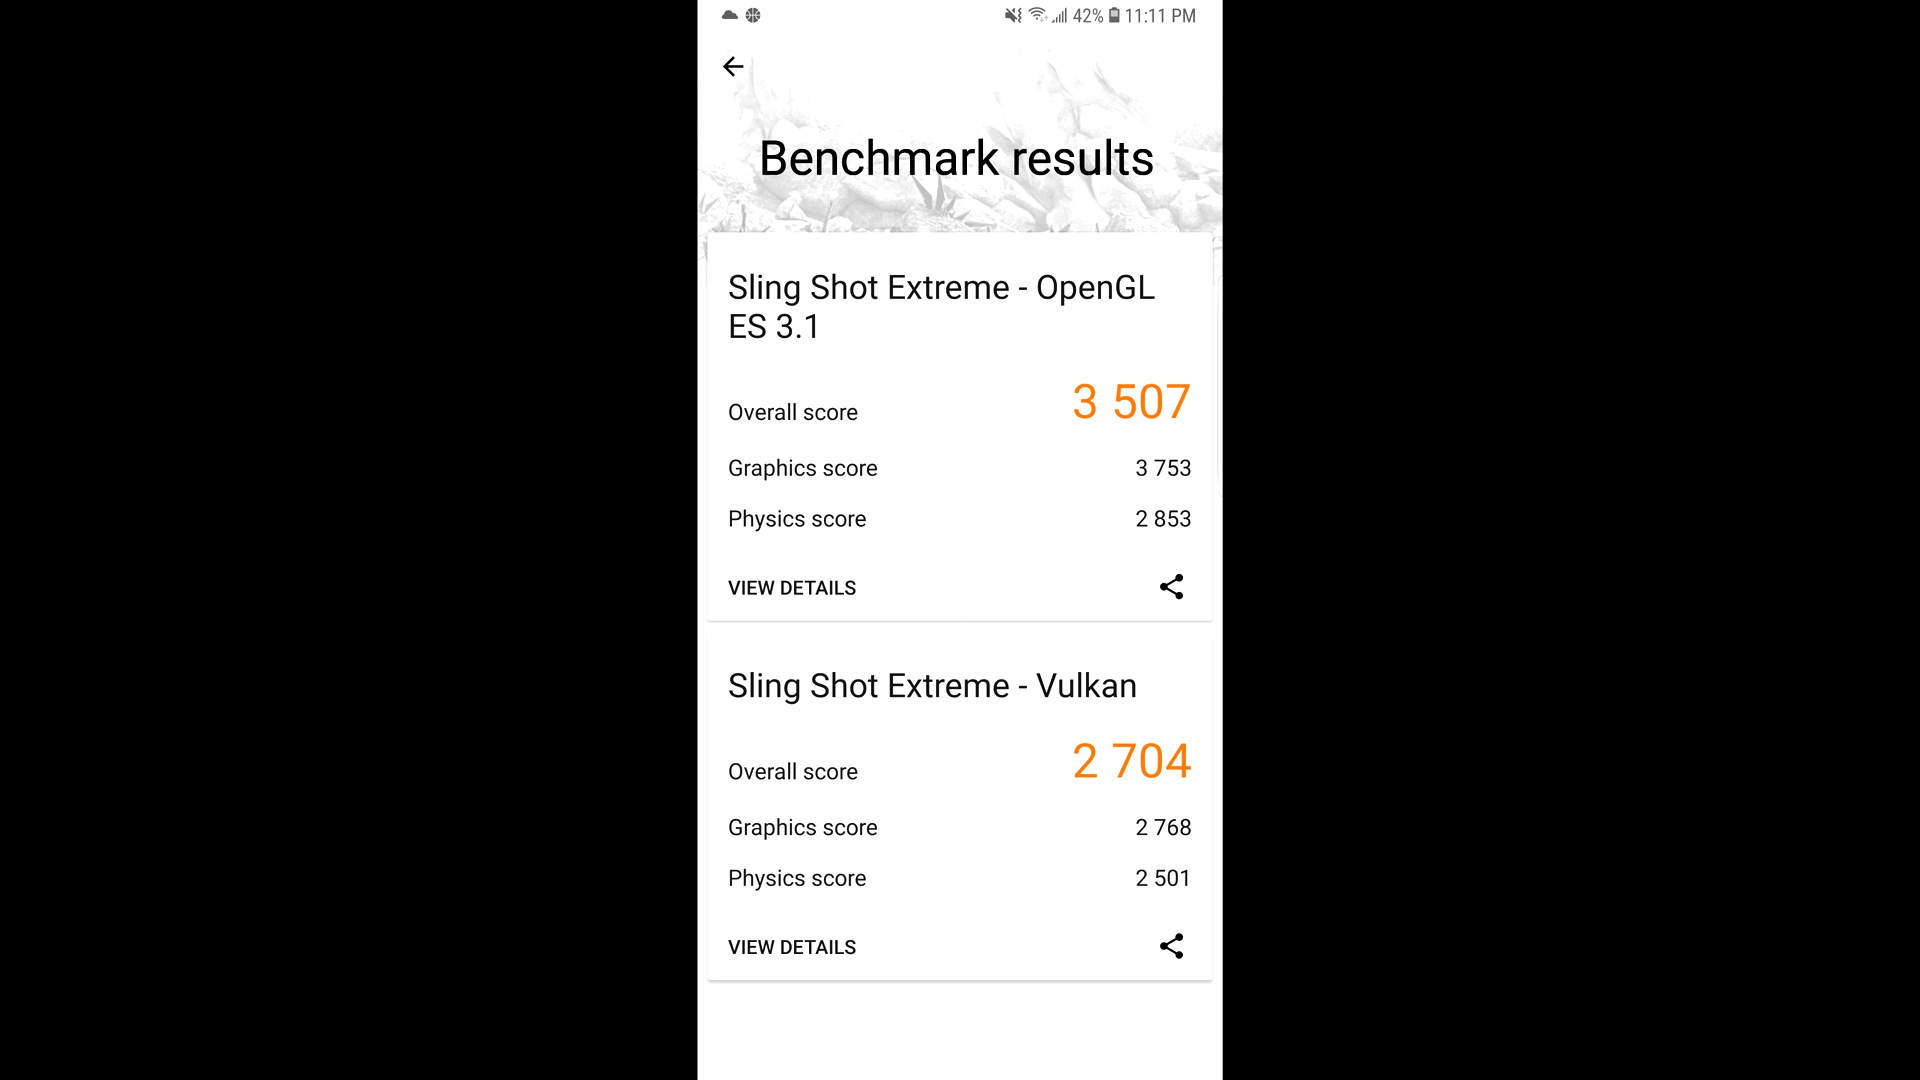 42% 11:11 PM
Benchmark results
Sling Shot Extreme - OpenGL
ES 3.1
Overall score 3 507
Graphics score 3 753
Physics score 2 853
VIEW DETAILS
Sling Shot Extreme - Vulkan
Overall score 2 704
Graphics score 2 768
Physics score 2 501
VIEW DETAILS